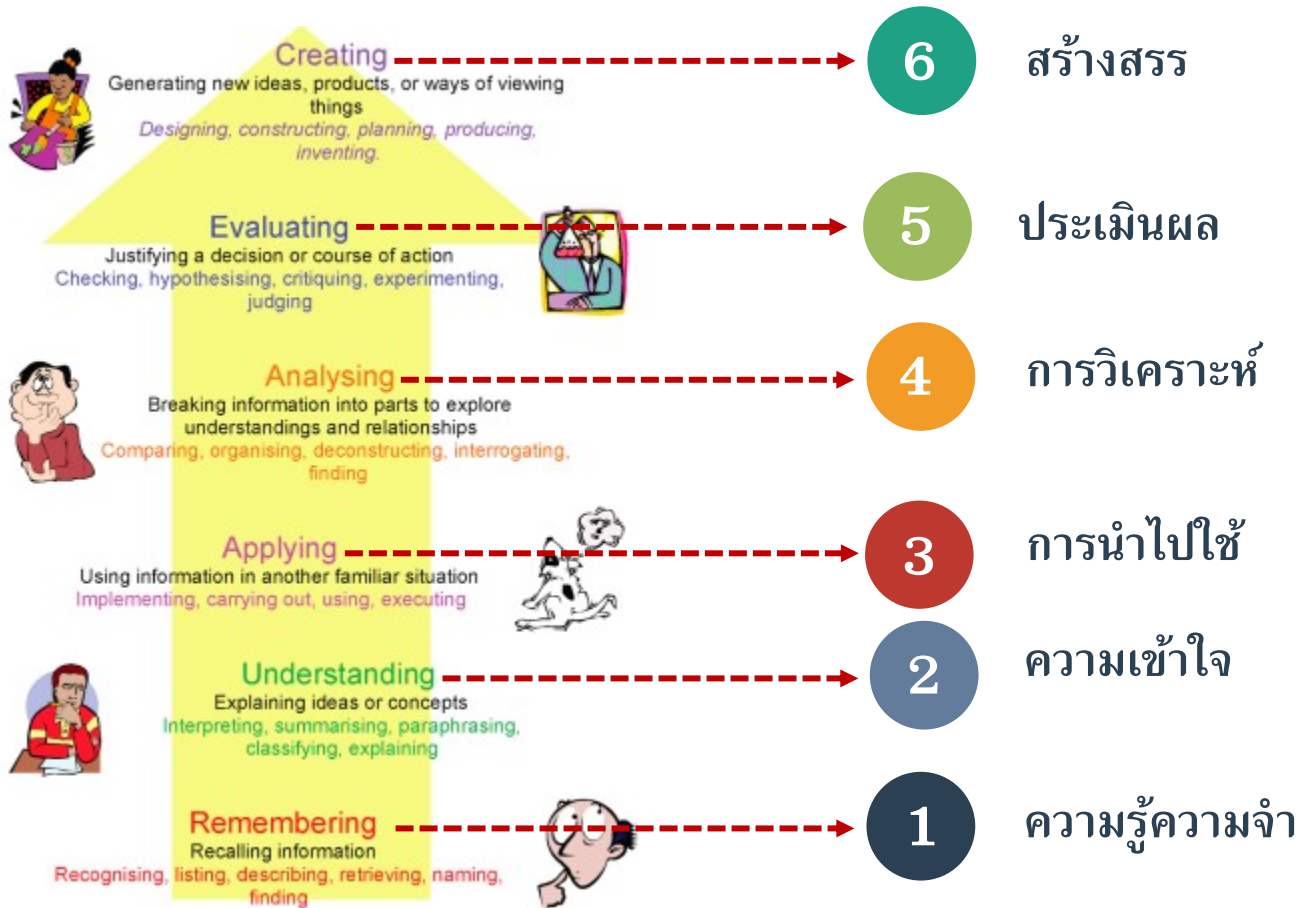 Creating
6
สร้างสรร
Generating new ideas, products, or ways of viewing
things
Designing, constructing, planning, producing,
inventing.
Evaluating
5
ประเมินผล
Justifying a decision or course of action
Checking, hypothesising, critiquing, experimenting,
judging
Analysing
4
การวิเคราะห์
Breaking information into parts to explore
understandings and relationships
Comparing, organising, deconstructing, interrogating,
finding
Applying
3
การนำไปใช้
Using information in another familiar situation
Implementing, carrying out, using, executing
?
Understanding
2
ความเข้าใจ
Explaining ideas or concepts
Interpreting, summarising, paraphrasing,
classifying, explaining
Remembering
1
ความรู้ความจำ
Recalling information
Recognising, listing, describing, retrieving, naming,
finding